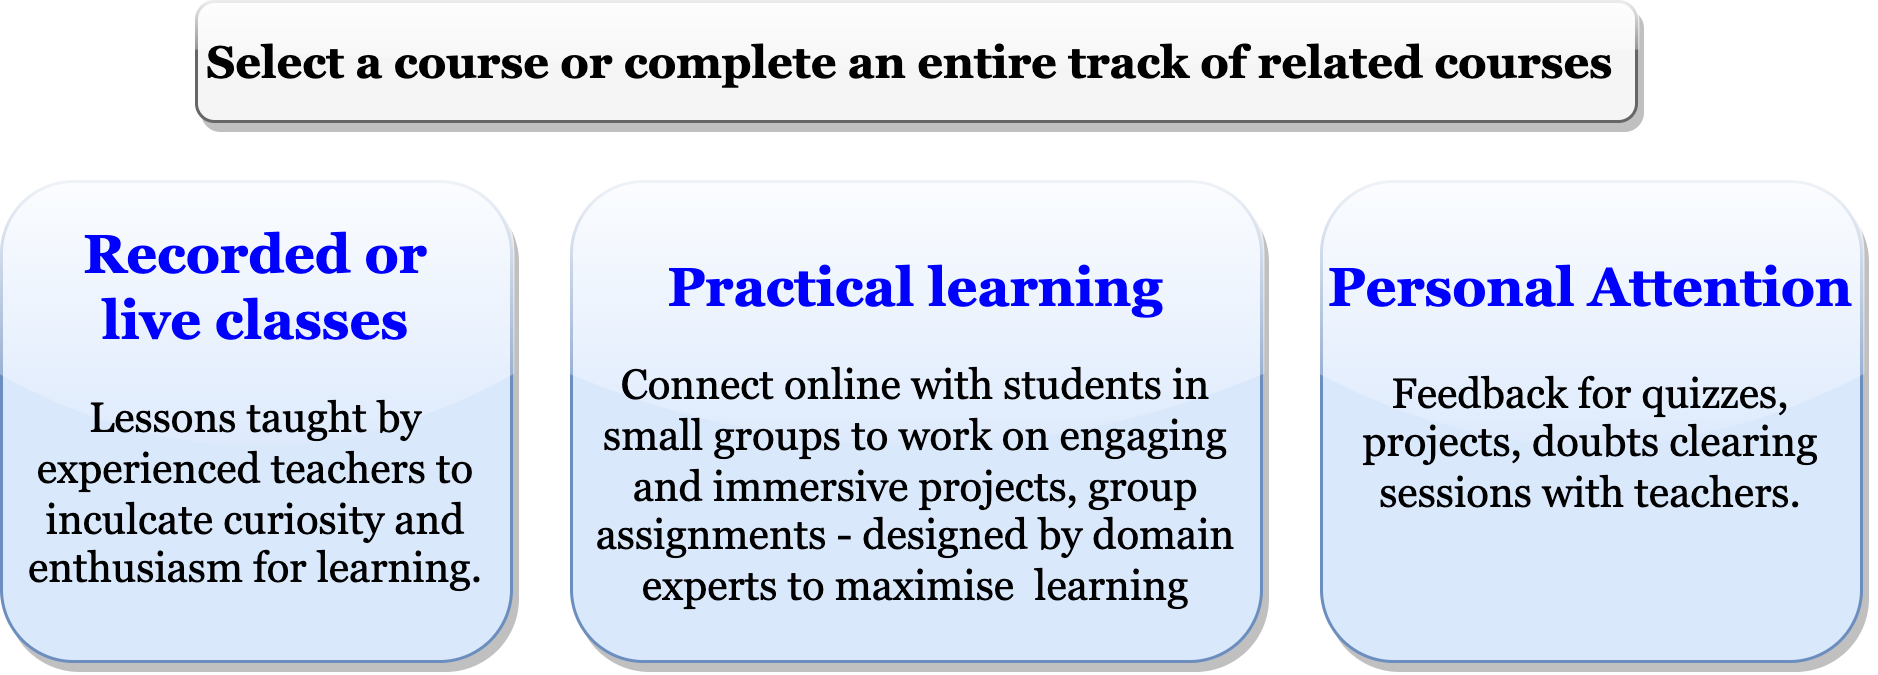 Select a course or complete an entire track of related courses
Recorded or
live classes
Lessons taught by
experienced teachers to
inculcate curiosity and
enthusiasm for learning.
Practical learning
Connect online with students in
small groups to work on engaging
and immersive projects, group
assignments - designed by domain
experts to maximise  learning
Personal Attention
Feedback for quizzes,
projects, doubts clearing
sessions with teachers.